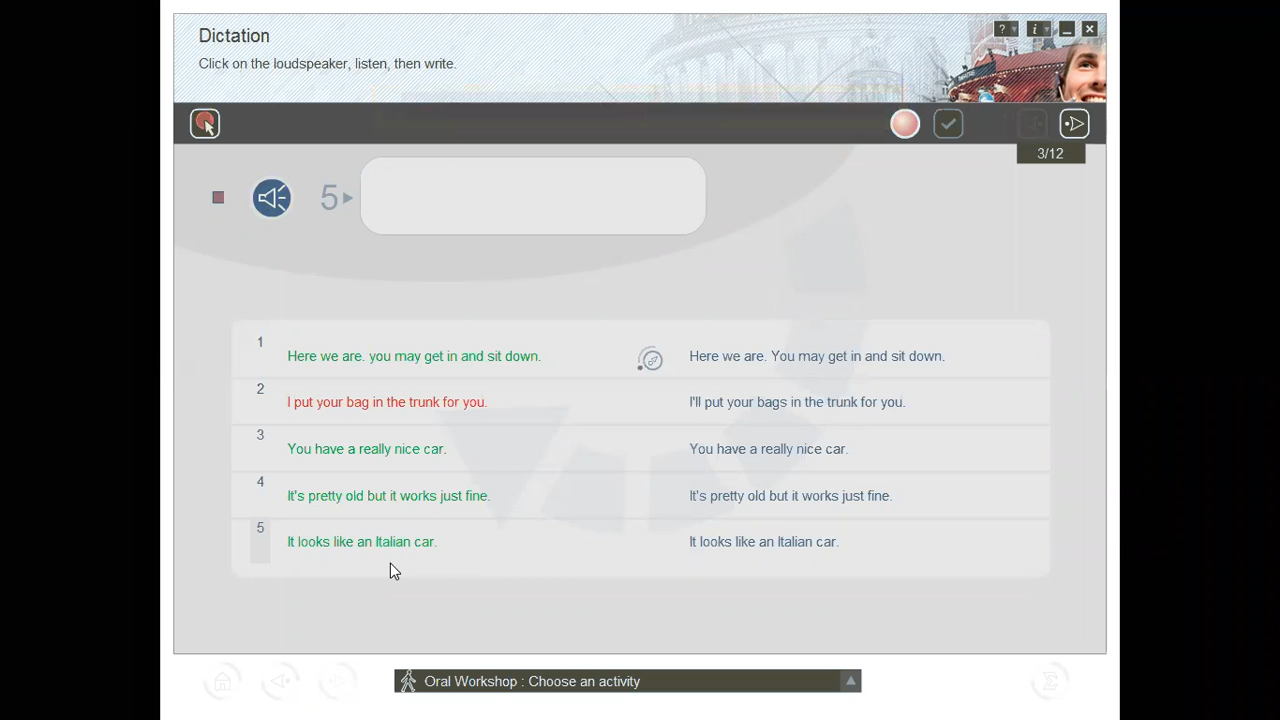 Dictation
Click on the loudspeaker, listen, then write.
3/12
5
1 Here we are. you may get in and sit down. Here we are. You may get in and sit down.
2 I put your bag in the trunk for you. I'll put your bags in the trunk for you.
3 You have a really nice car. You have a really nice car.
4 It's pretty old but it works just fine. It's pretty old but it works just fine.
5 It looks like an Italian car. It looks like an Italian car.
Oral Workshop : Choose an activity